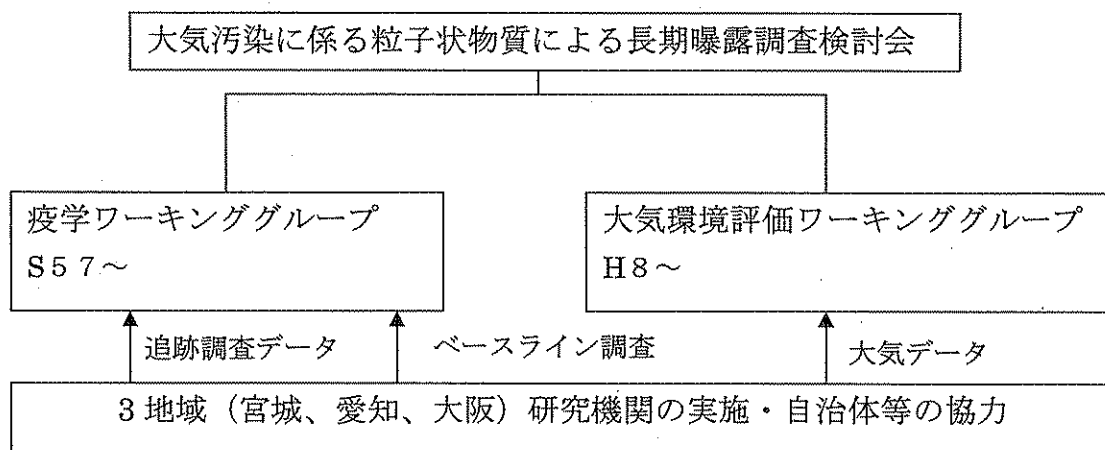 大気汚染に係る粒子状物質による長期曝露調査検討会
疫学ワーキンググループ
S57～
大気環境評価ワーキンググループ
H8～
追跡調査データ
ベースライン調査
大気データ
3地域（宮城、愛知、大阪）研究機関の実施・自治体等の協力